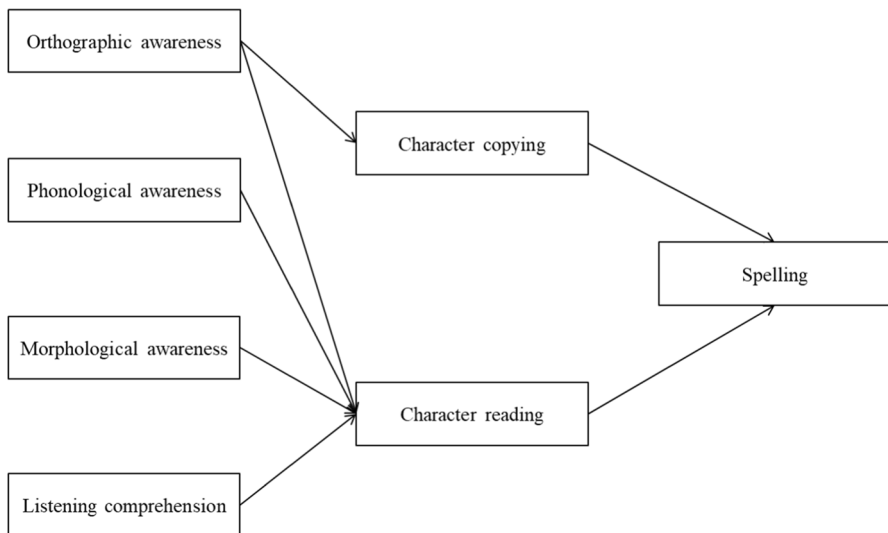 Orthographic awareness
Character copying
Phonological awareness
Spelling
Morphological awareness
Character reading
Listening comprehension